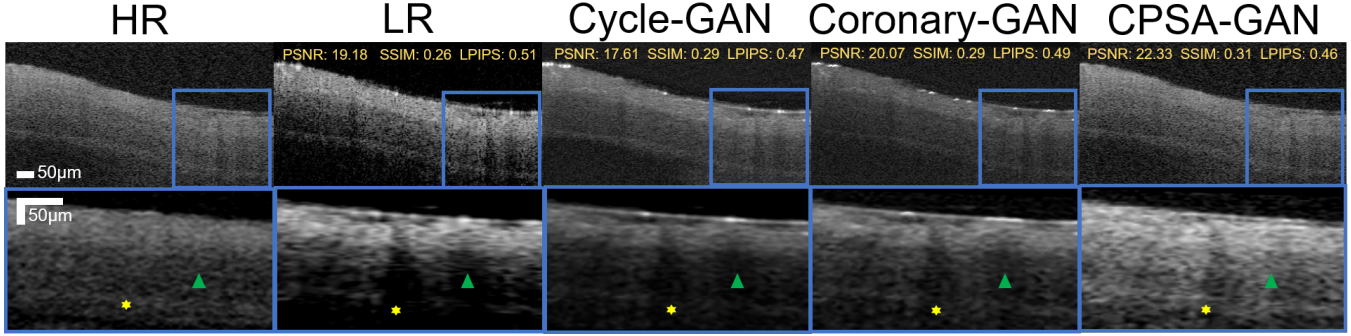 HR LR Cycle-GAN Coronary-GAN CPSA-GAN
PSNR: 19.18 SSIM: 0.26 LPIPS: 0.51 PSNR: 17.61 SSIM: 0.29 LPIPS: 0.47 PSNR: 20.07 SSIM: 0.29 LPIPS: 0.49 PSNR: 22.33 SSIM: 0.31 LPIPS: 0.46
50μm
50μm